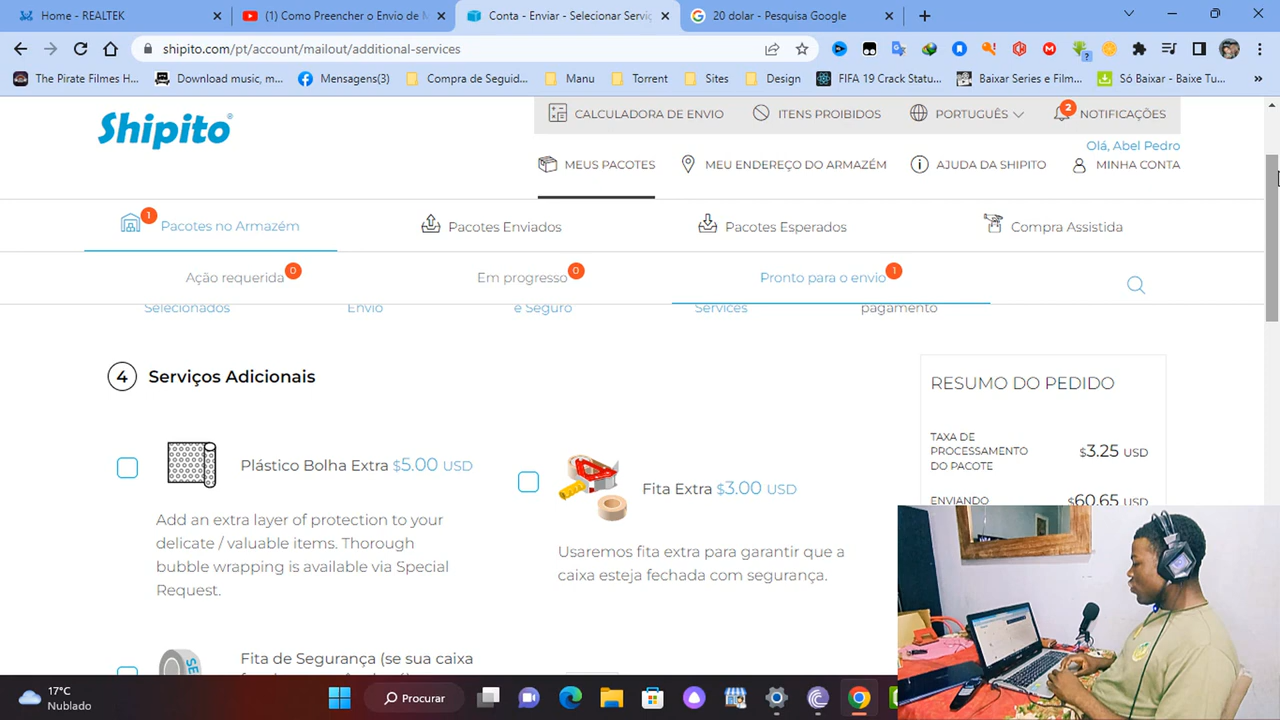 Home - REALTEK
(1) Como Preencher o Envio de M
Conta - Enviar - Selecionar Serviç
20 dolar - Pesquisa Google
shipito.com/pt/account/mailout/additional-services
The Pirate Filmes H...
Download music, m...
Mensagens(3)
Compra de Seguid...
Manu
Torrent
Sites
Design
FIFA 19 Crack Statu...
Baixar Series e Film...
Só Baixar - Baixe Tu...
Shipito
CALCULADORA DE ENVIO
ITENS PROIBIDOS
PORTUGUÊS
2
NOTIFICAÇÕES
Olá, Abel Pedro
MEUS PACOTES
MEU ENDEREÇO DO ARMAZÉM
AJUDA DA SHIPITO
MINHA CONTA
1
Pacotes no Armazém
Pacotes Enviados
Pacotes Esperados
Compra Assistida
Ação requerida 0
Em progresso 0
Pronto para o envio 1
Selecionados
Envio
e Seguro
Services
pagamento
4 Serviços Adicionais
Plástico Bolha Extra $5.00 USD
Add an extra layer of protection to your
delicate / valuable items. Thorough
bubble wrapping is available via Special
Request.
Fita Extra $3.00 USD
Usaremos fita extra para garantir que a
caixa esteja fechada com segurança.
Fita de Segurança (se sua caixa
RESUMO DO PEDIDO
TAXA DE
PROCESSAMENTO
DO PACOTE
$3.25 USD
ENVIANDO
$60.65 USD
17°C
Nublado
Procurar